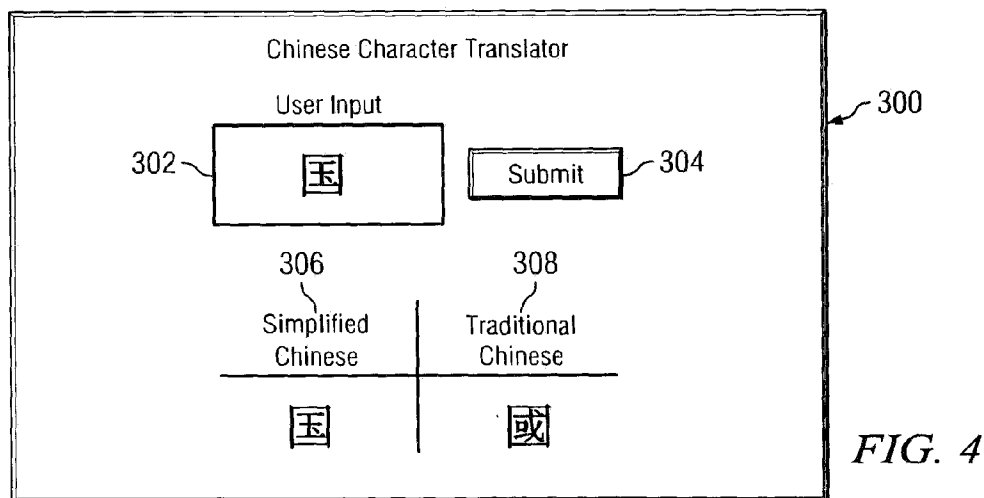 Chinese Character Translator
User Input
300
302
国
Submit
304
306
308
Simplified
Chinese
Traditional
Chinese
国
國
FIG. 4